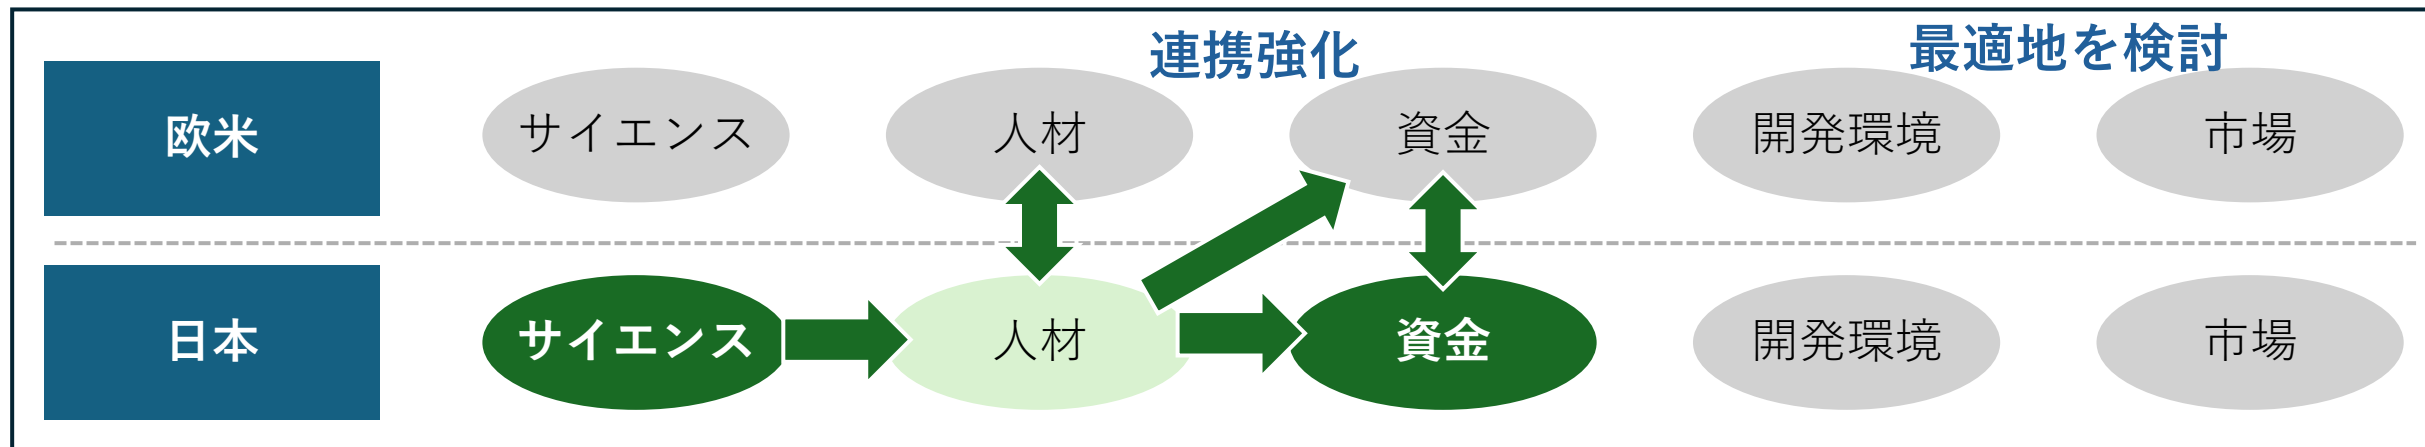 連携強化
最適地を検討
欧米
サイエンス
人材
資金
開発環境
市場
日本
サイエンス
人材
資金
開発環境
市場